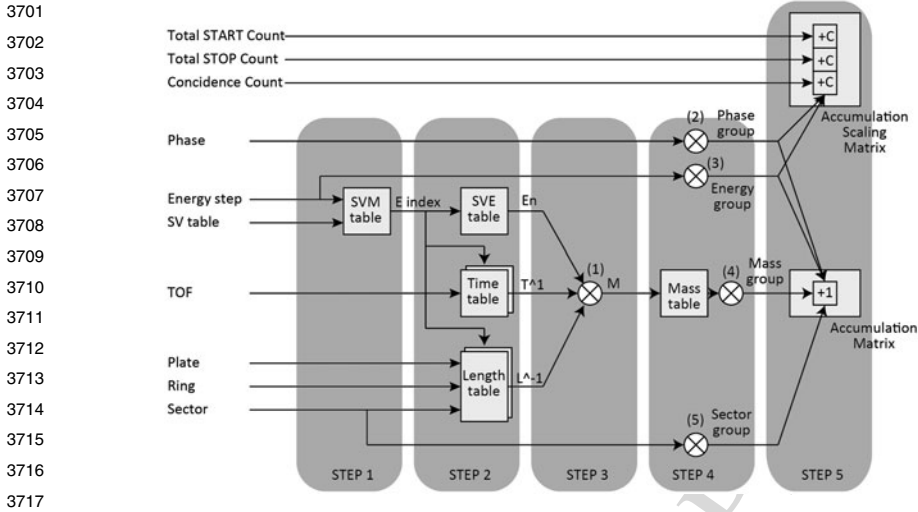 3701
3702
3703
3704
3705
3706
3707
3708
3709
3710
3711
3712
3713
3714
3715
3716
3717
Total START Count
Total STOP Count
Concidence Count
Phase
Energy step
SV table
TOF
Plate
Ring
Sector
SVM
table
E index
SVE
table
En
Time
table
T^1
Length
table
L^-1
(1)
M
(2)
Phase
group
(3)
Energy
group
Mass
table
(4)
Mass
group
(5)
Sector
group
+C
+C
+C
Accumulation
Scaling
Matrix
+1
Accumulation
Matrix
STEP 1
STEP 2
STEP 3
STEP 4
STEP 5